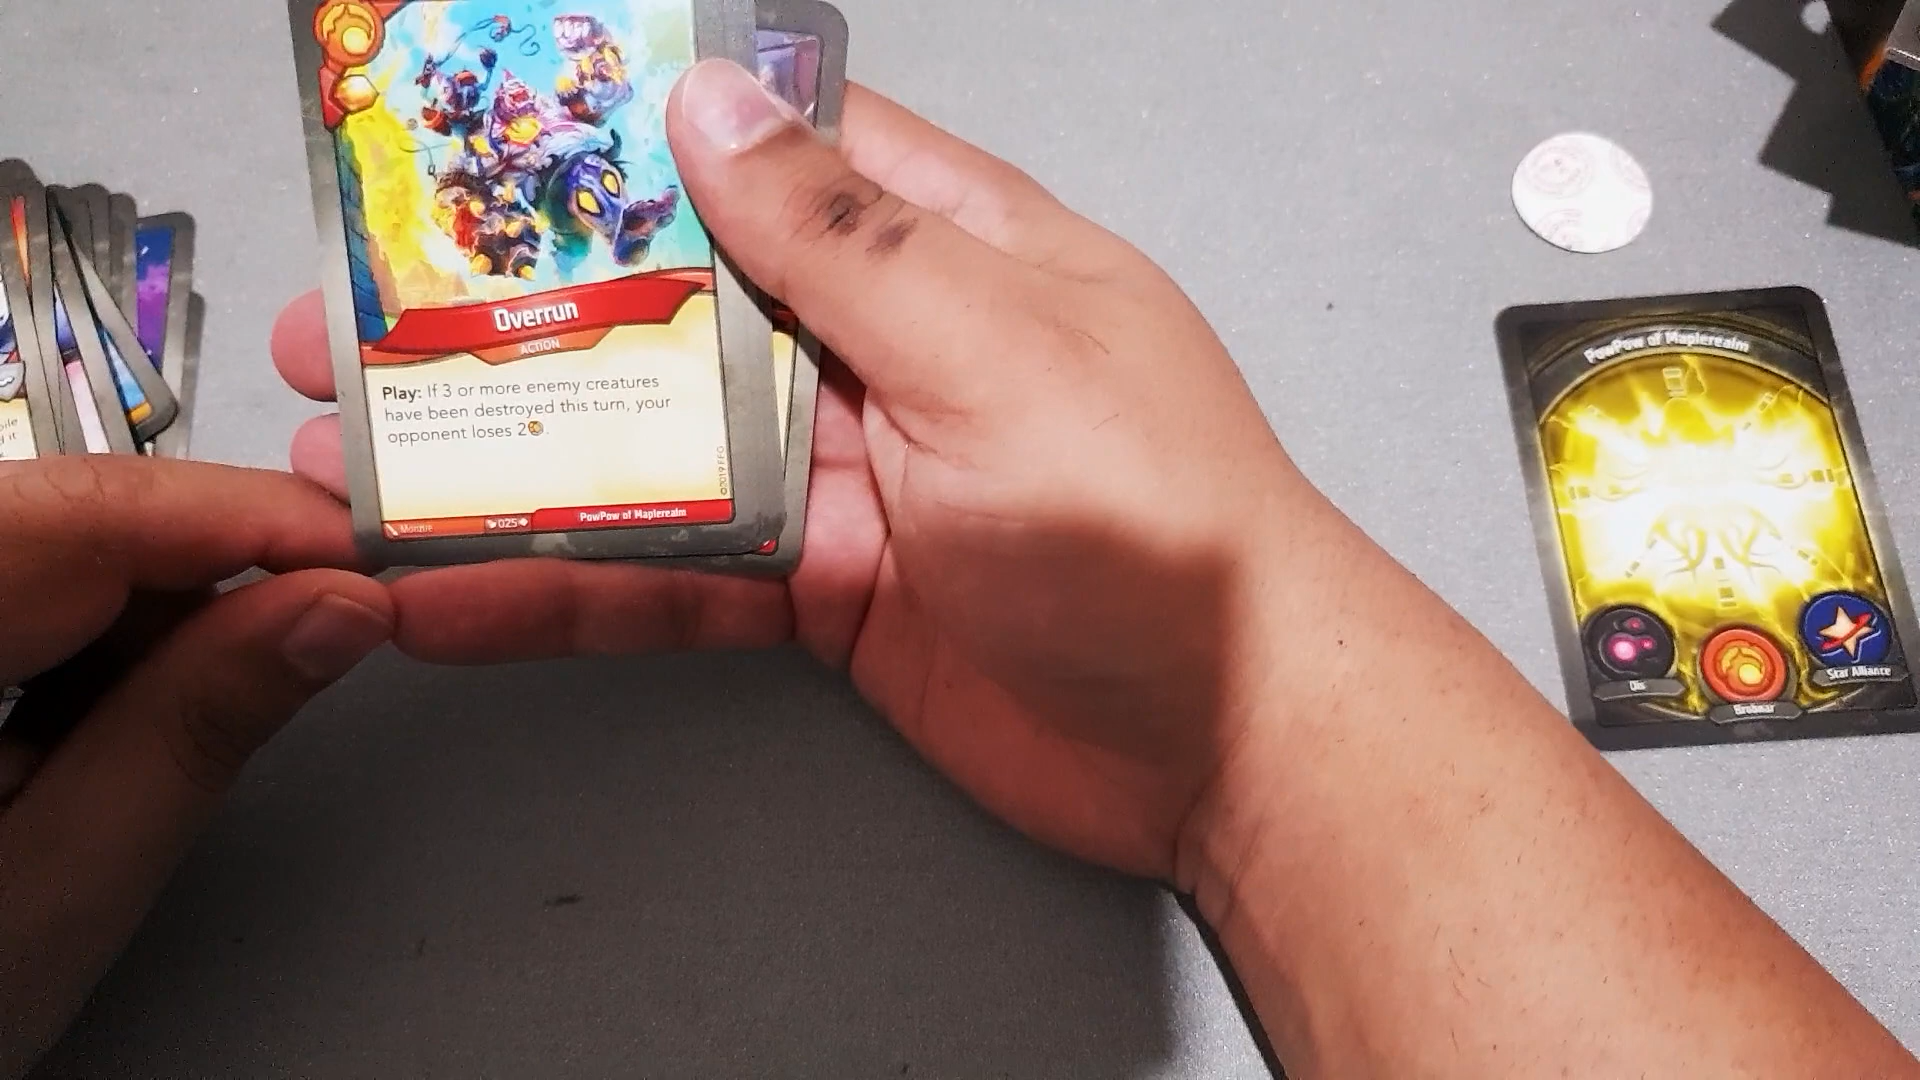 Overrun
ACTION
Play: If 3 or more enemy creatures
have been destroyed this turn, your
opponent loses 2
©2019 FFG
Monztre
025
PowPow of Maplerealm
PowPow of Maplerealm
Dis
Brobnar
Star Alliance